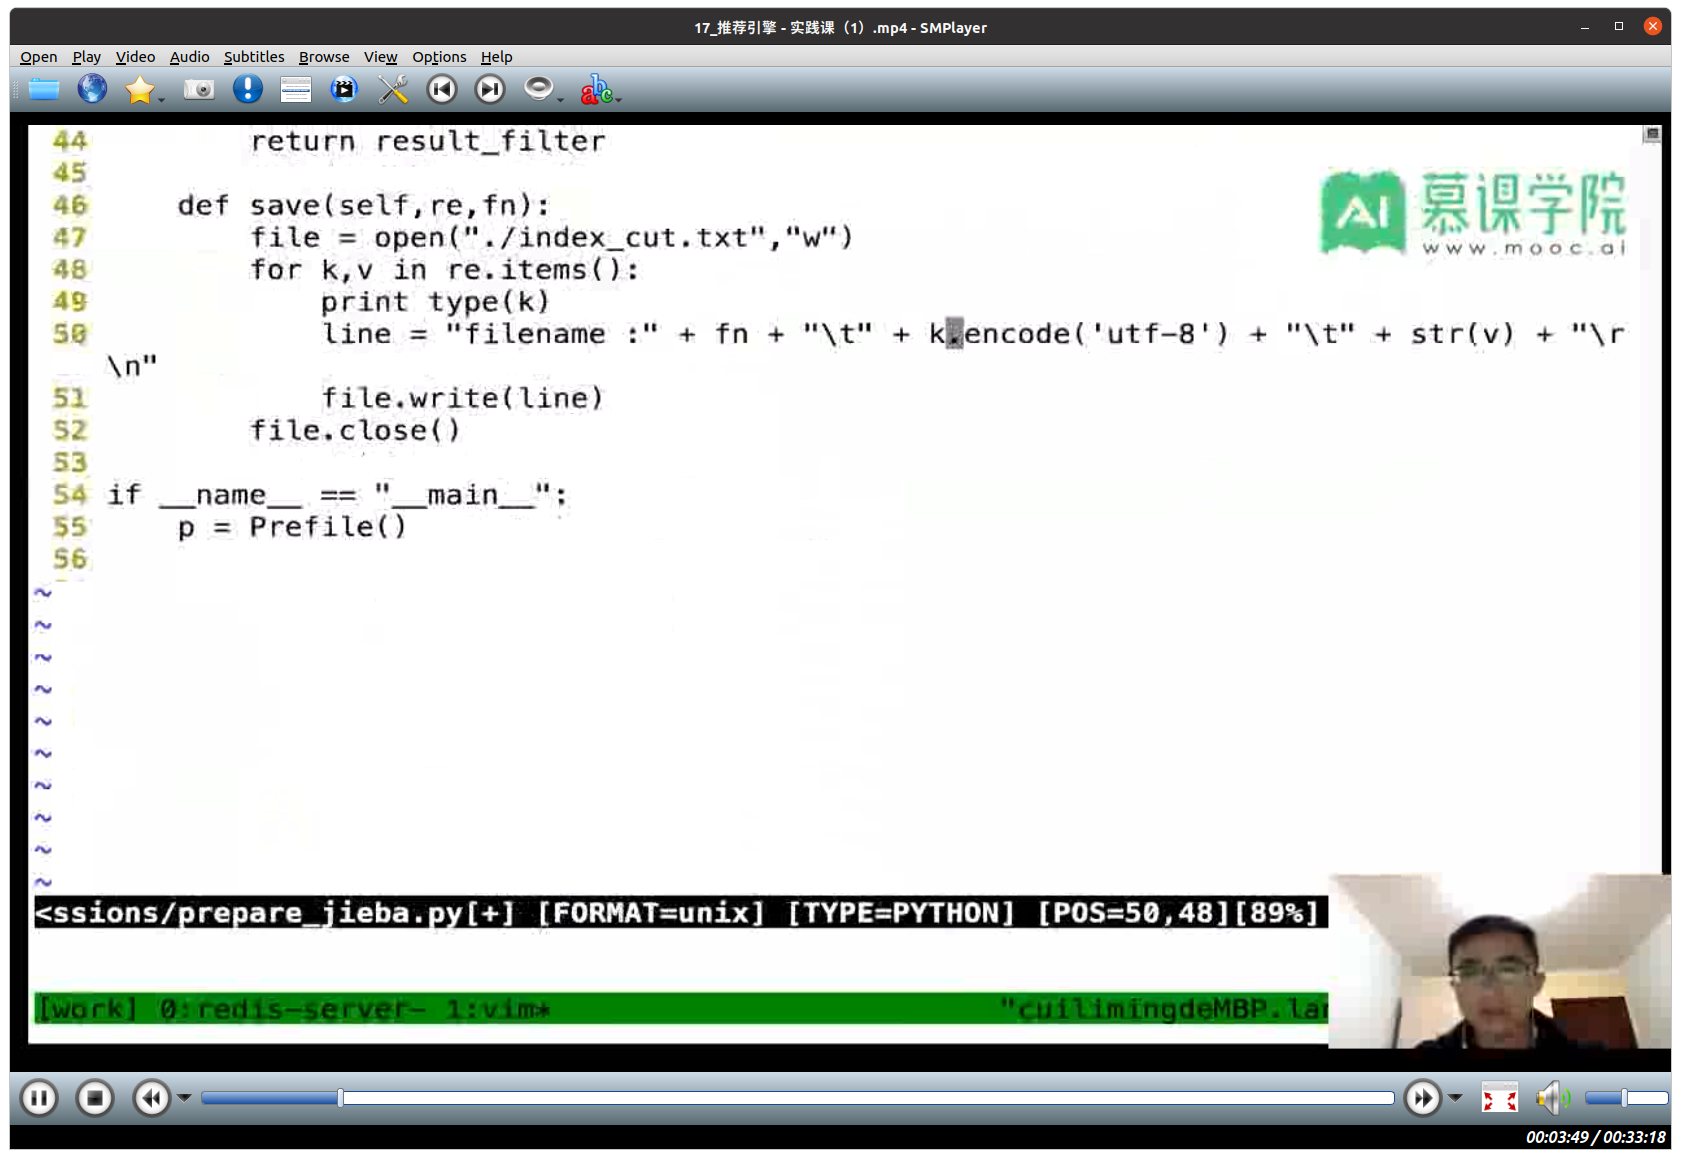 17_推荐引擎 - 实践课（1）.mp4 - SMPlayer
Open Play Video Audio Subtitles Browse View Options Help
44 return result_filter
45
46 def save(self,re,fn):
47 file = open("./index_cut.txt","w")
48 for k,v in re.items():
49 print type(k)
50 line = "filename :" + fn + "\t" + k.encode('utf-8') + "\t" + str(v) + "\r
\n"
51 file.write(line)
52 file.close()
53
54 if __name__ == "__main__":
55 p = Prefile()
56
~
~
~
~
~
~
~
~
~
~
AI 慕课学院
www.mooc.ai
<ssions/prepare_jieba.py[+] [FORMAT=unix] [TYPE=PYTHON] [POS=50,48][89%]
[work] 0:redis-server- 1:vim* "cuilimingdeMBP.lan
00:03:49 / 00:33:18